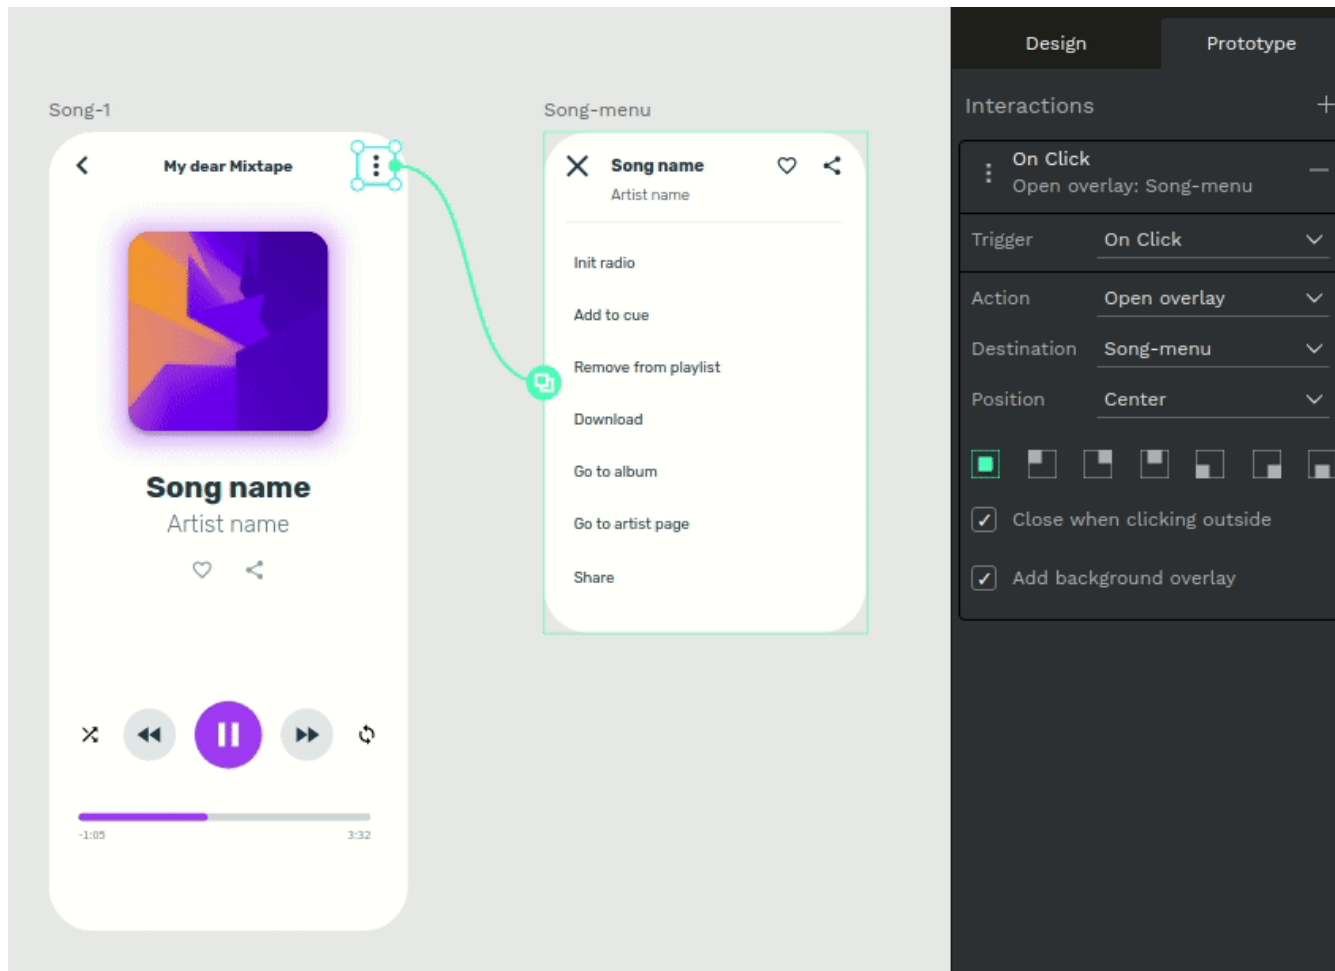 Design
Prototype
Song-1
Song-menu
My dear Mixtape
Song name
Artist name
-1:05
3:32
Song name
Artist name
Init radio
Add to cue
Remove from playlist
Download
Go to album
Go to artist page
Share
Interactions
On Click
Open overlay: Song-menu
Trigger
On Click
Action
Open overlay
Destination
Song-menu
Position
Center
Close when clicking outside
Add background overlay